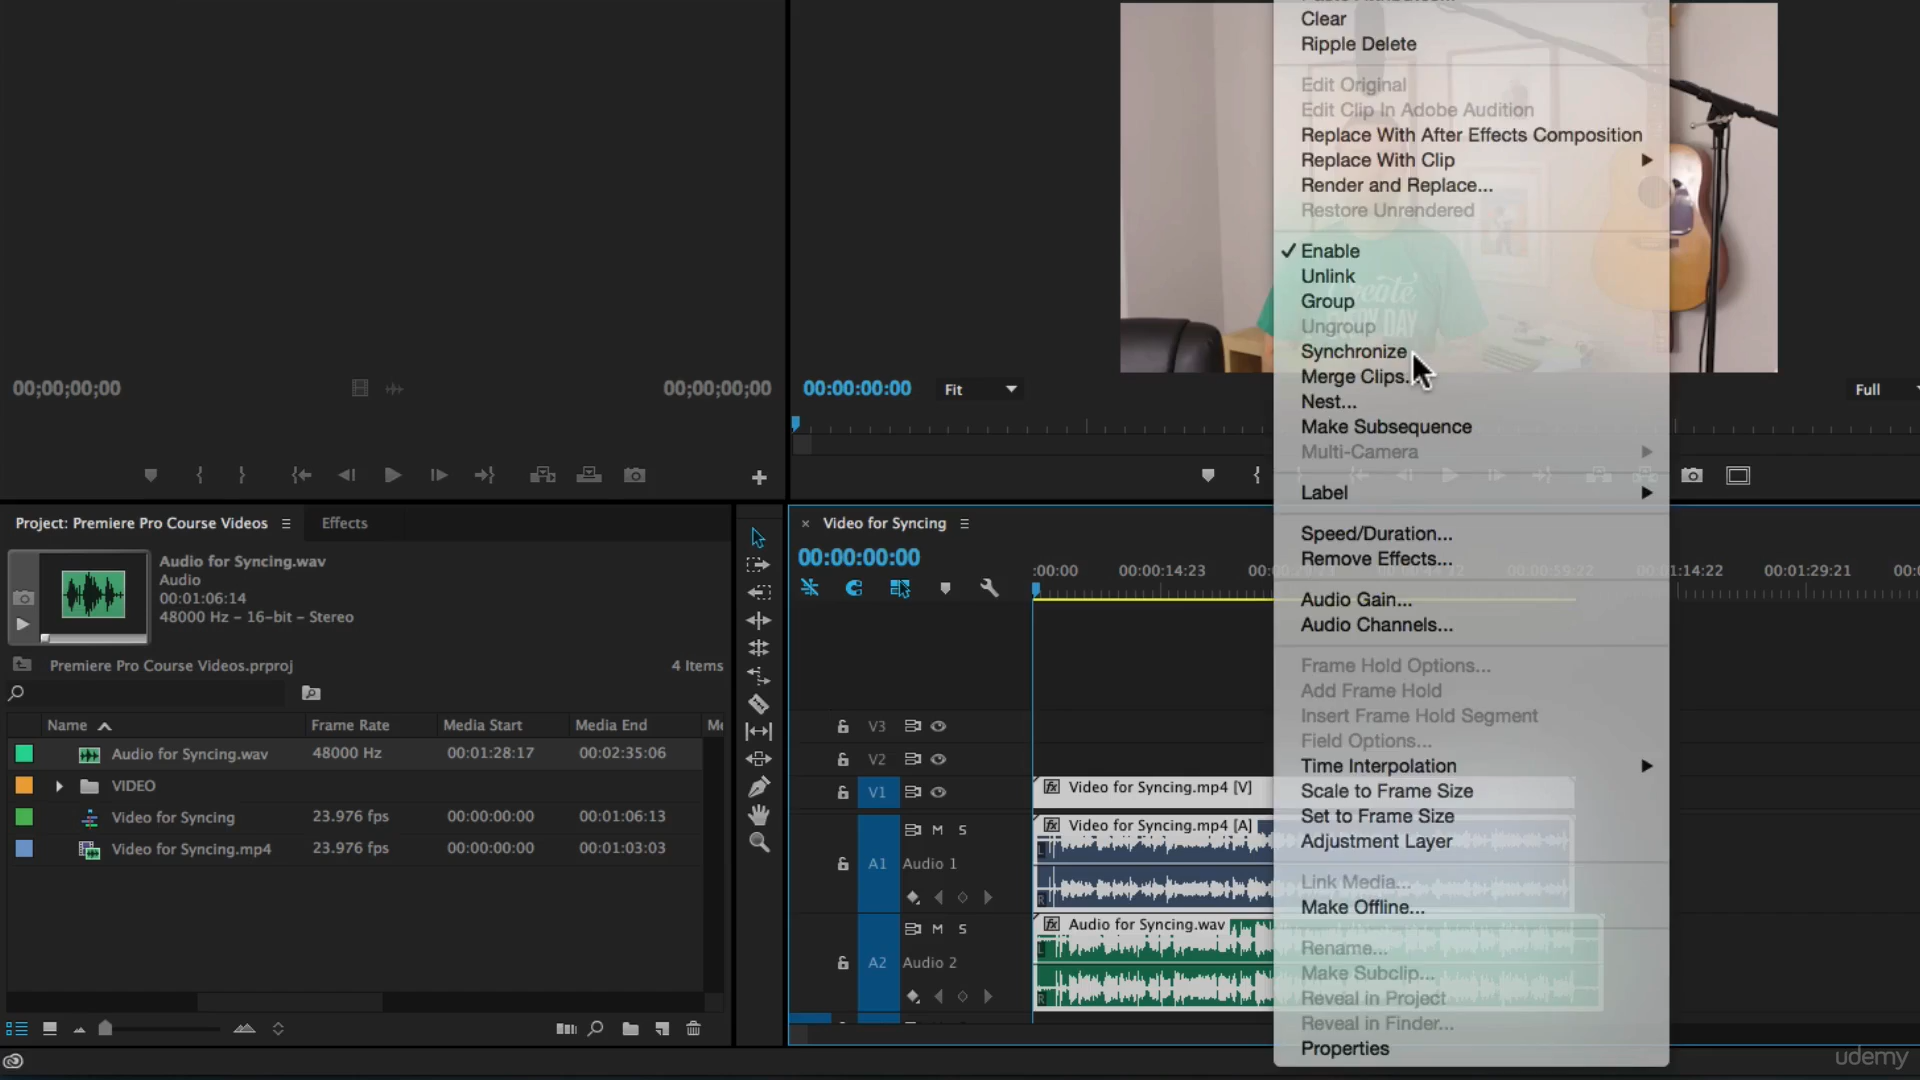 Clear
Ripple Delete
Edit Original
Edit Clip In Adobe Audition
Replace With After Effects Composition
Replace With Clip
Render and Replace...
Restore Unrendered
Enable
Unlink
Group
Ungroup
Synchronize
Merge Clips...
Nest...
Make Subsequence
Multi-Camera
Label
Speed/Duration...
Remove Effects...
Audio Gain...
Audio Channels...
Frame Hold Options...
Add Frame Hold
Insert Frame Hold Segment
Field Options...
Time Interpolation
Scale to Frame Size
Set to Frame Size
Adjustment Layer
Link Media...
Make Offline...
Rename...
Make Subclip...
Reveal in Project
Reveal in Finder...
Properties
Create
DAY
00;00;00;00
00;00;00;00
00:00:00:00
Fit
Full
Project: Premiere Pro Course Videos
Effects
Audio for Syncing.wav
Audio
00:01:06:14
48000 Hz - 16-bit - Stereo
Premiere Pro Course Videos.prproj
4 Items
Name
Frame Rate
Media Start
Media End
Audio for Syncing.wav
48000 Hz
00:01:28:17
00:02:35:06
VIDEO
Video for Syncing
23.976 fps
00:00:00:00
00:01:06:13
Video for Syncing.mp4
23.976 fps
00:00:00:00
00:01:03:03
× Video for Syncing
00:00:00:00
:00:00
00:00:14:23
00:00:59:22
00:01:14:22
00:01:29:21
V3
V2
V1
Video for Syncing.mp4 [V]
M S
Video for Syncing.mp4 [A]
A1
Audio 1
L
R
M S
Audio for Syncing.wav
A2
Audio 2
L
R
udemy